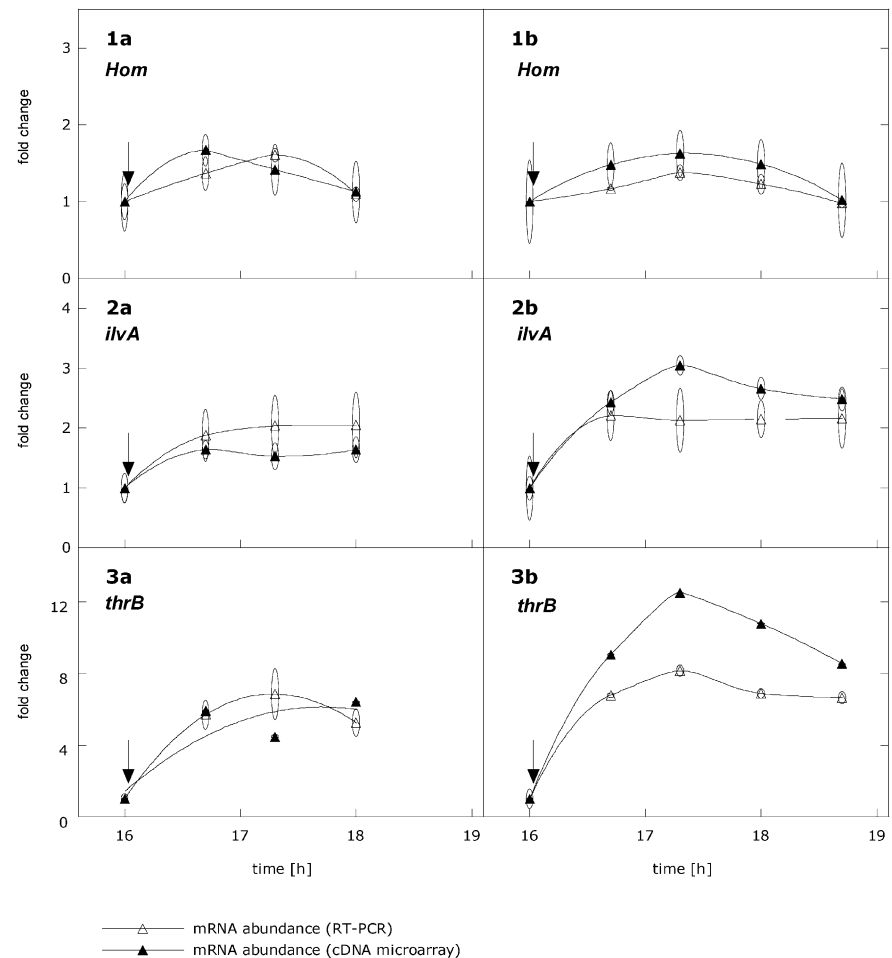 1a
Hom
1b
Hom
fold change
3
2
1
0
2a
ilvA
2b
ilvA
fold change
4
3
2
1
0
3a
thrB
3b
thrB
fold change
12
8
4
0
16 17 18 19 16 17 18 19
time [h] time [h]
mRNA abundance (RT-PCR)
mRNA abundance (cDNA microarray)